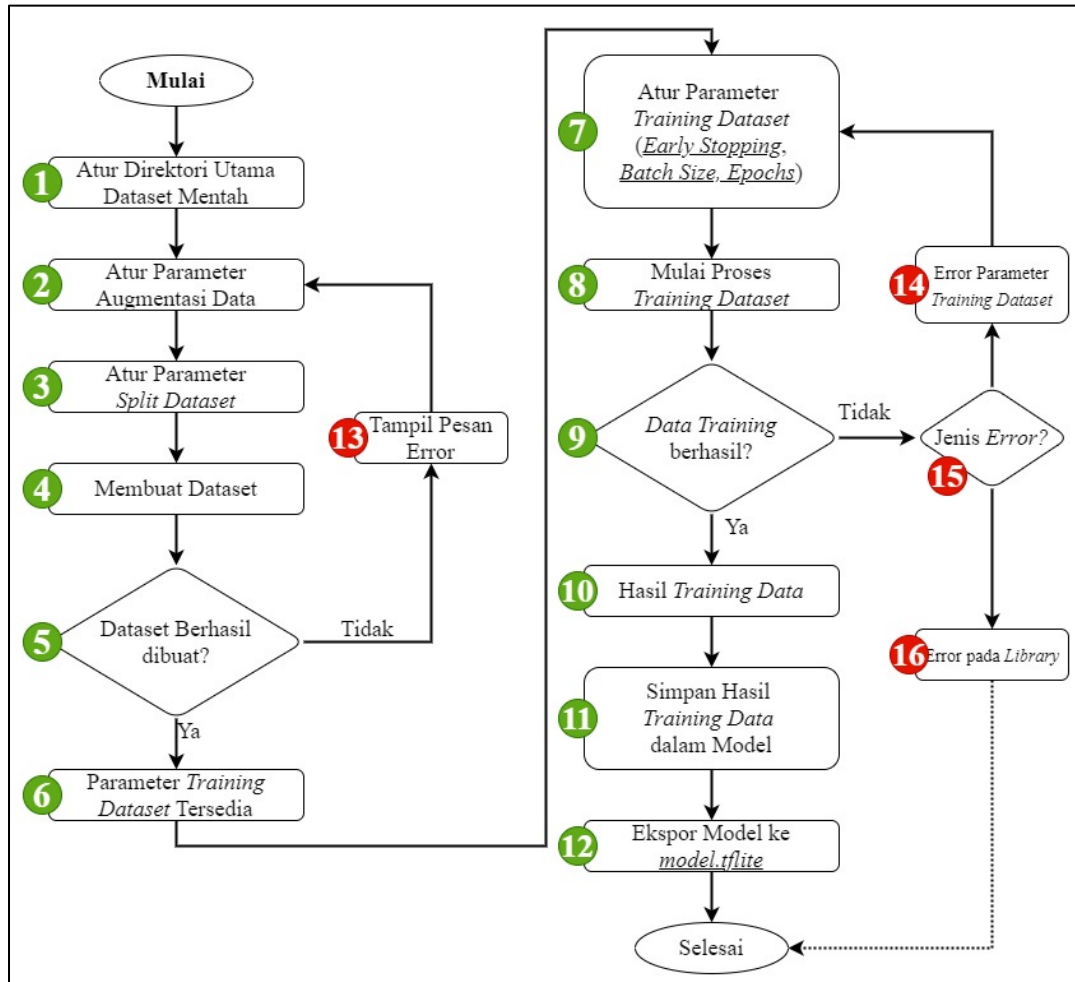 Mulai
1
Atur Direktori Utama
Dataset Mentah
2
Atur Parameter
Augmentasi Data
3
Atur Parameter
Split Dataset
4
Membuat Dataset
5
Dataset Berhasil
dibuat?
Tidak
13
Tampil Pesan
Error
Ya
6
Parameter Training
Dataset Tersedia
7
Atur Parameter
Training Dataset
(Early Stopping,
Batch Size, Epochs)
8
Mulai Proses
Training Dataset
9
Data Training
berhasil?
Tidak
Ya
10
Hasil Training Data
11
Simpan Hasil
Training Data
dalam Model
12
Ekspor Model ke
model.tflite
Selesai
14
Error Parameter
Training Dataset
Jenis Error?
15
16
Error pada Library